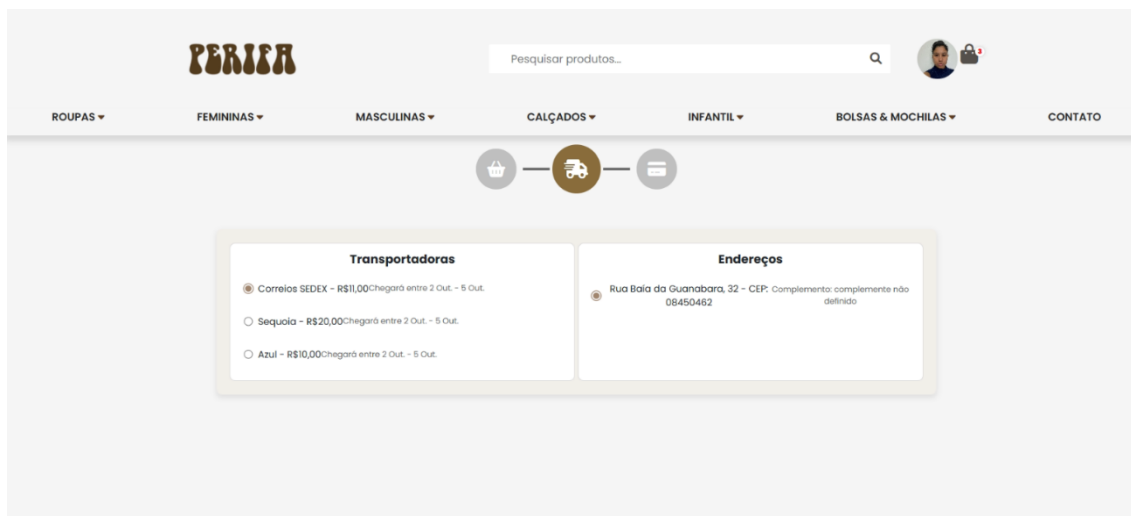 PERIFA
Pesquisar produtos...
3
ROUPAS
FEMININAS
MASCULINAS
CALÇADOS
INFANTIL
BOLSAS & MOCHILAS
CONTATO
Transportadoras
Correios SEDEX - R$11,00Chegará entre 2 Out. - 5 Out.
Sequoia - R$20,00Chegará entre 2 Out. - 5 Out.
Azul - R$10,00Chegará entre 2 Out. - 5 Out.
Endereços
Rua Baía da Guanabara, 32 - CEP:
08450462
Complemento: complemente não
definido